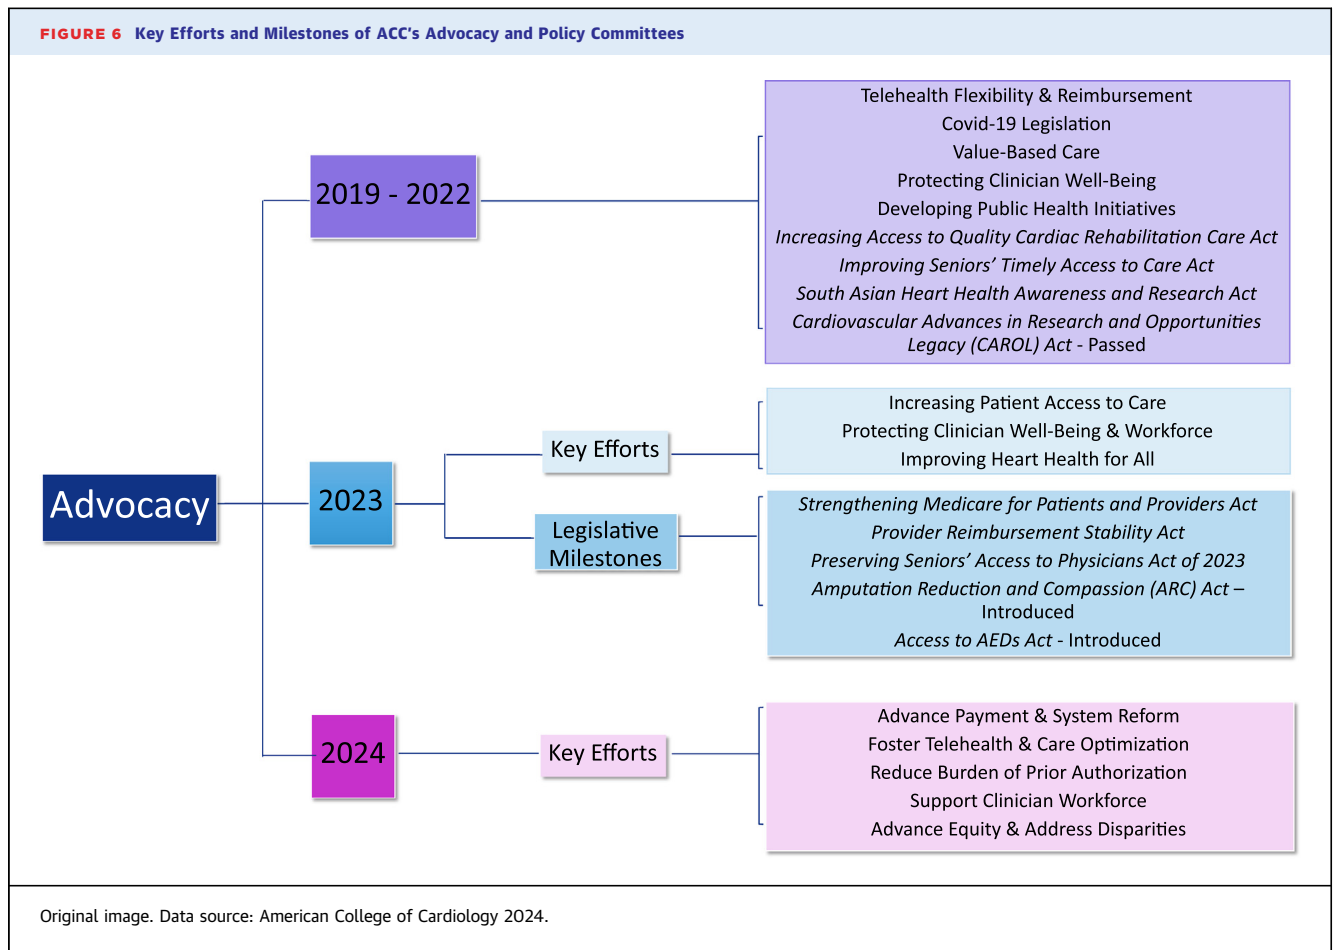 FIGURE 6 Key Efforts and Milestones of ACC's Advocacy and Policy Committees
Advocacy
2019 - 2022
Telehealth Flexibility & Reimbursement
Covid-19 Legislation
Value-Based Care
Protecting Clinician Well-Being
Developing Public Health Initiatives
Increasing Access to Quality Cardiac Rehabilitation Care Act
Improving Seniors’ Timely Access to Care Act
South Asian Heart Health Awareness and Research Act
Cardiovascular Advances in Research and Opportunities
Legacy (CAROL) Act - Passed
2023
Key Efforts
Increasing Patient Access to Care
Protecting Clinician Well-Being & Workforce
Improving Heart Health for All
Legislative
Milestones
Strengthening Medicare for Patients and Providers Act
Provider Reimbursement Stability Act
Preserving Seniors’ Access to Physicians Act of 2023
Amputation Reduction and Compassion (ARC) Act –
Introduced
Access to AEDs Act - Introduced
2024
Key Efforts
Advance Payment & System Reform
Foster Telehealth & Care Optimization
Reduce Burden of Prior Authorization
Support Clinician Workforce
Advance Equity & Address Disparities
Original image. Data source: American College of Cardiology 2024.